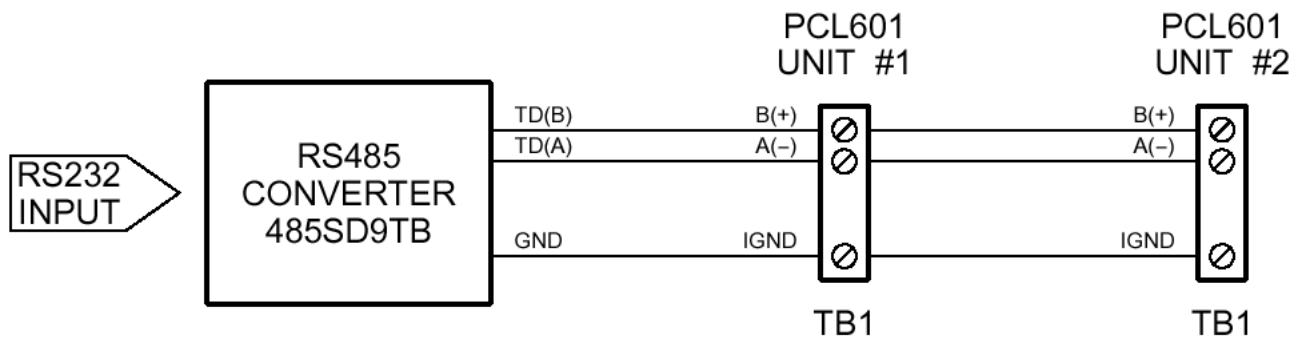 PCL601
UNIT #1
PCL601
UNIT #2
RS232
INPUT
RS485
CONVERTER
485SD9TB
TD(B)
B(+)
B(+)
TD(A)
A(−)
A(−)
GND
IGND
IGND
TB1
TB1